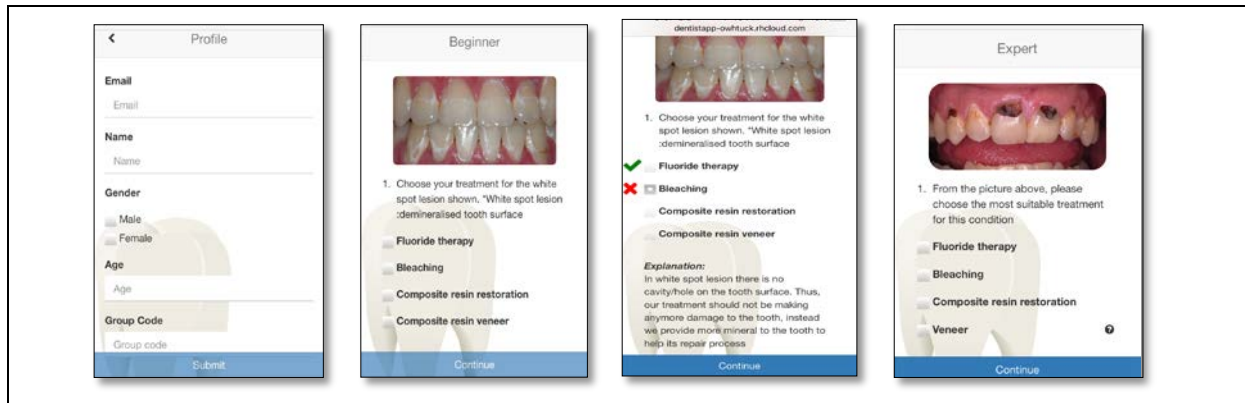 Profile
Email
Email
Name
Name
Gender
Male
Female
Age
Age
Group Code
Group code
Submit
Beginner
1. Choose your treatment for the white
spot lesion shown. "White spot lesion
:demineralised tooth surface
Fluoride therapy
Bleaching
Composite resin restoration
Composite resin veneer
Continue
dentistapp-owhtuck.rhcloud.com
1. Choose your treatment for the white
spot lesion shown. "White spot lesion
:demineralised tooth surface
Fluoride therapy
Bleaching
Composite resin restoration
Composite resin veneer
Explanation:
In white spot lesion there is no
cavity/hole on the tooth surface. Thus,
our treatment should not be making
anymore damage to the tooth, instead
we provide more mineral to the tooth to
help its repair process
Continue
Expert
1. From the picture above, please
choose the most suitable treatment
for this condition
Fluoride therapy
Bleaching
Composite resin restoration
Veneer
Continue